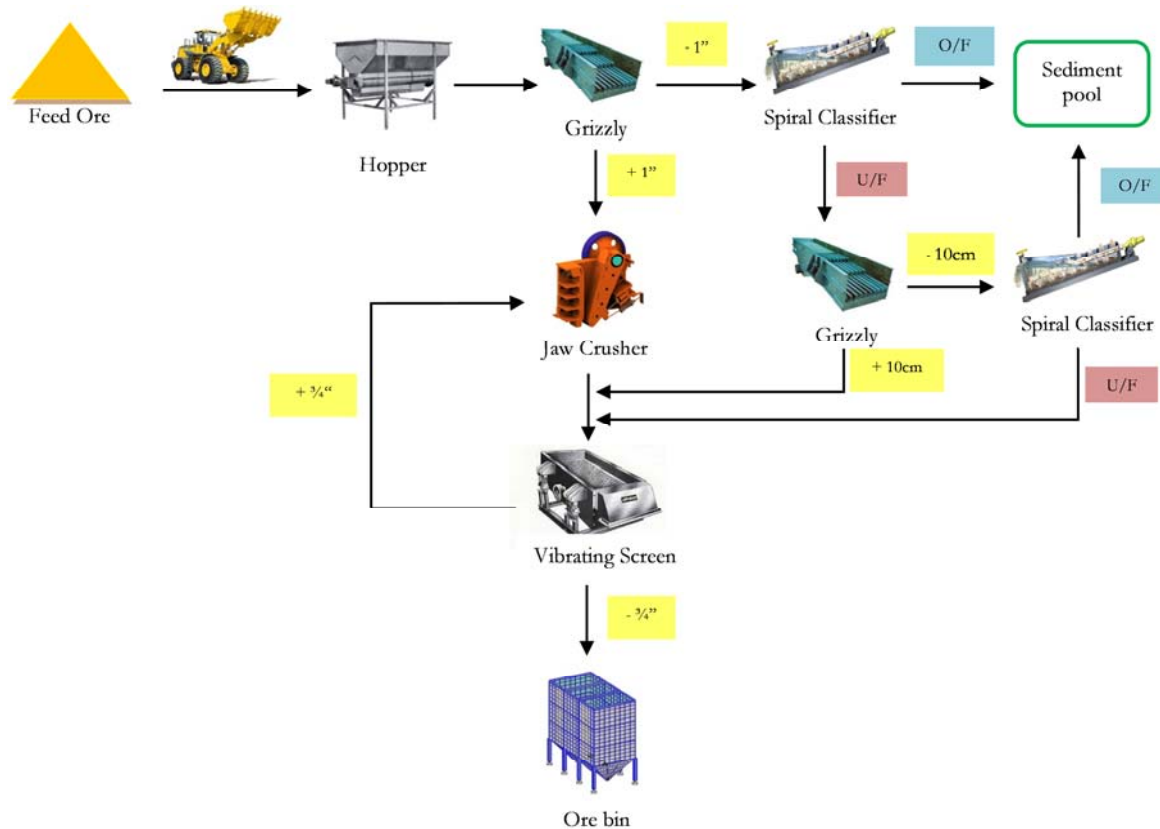 - 1”
O/F
Sediment
pool
Feed Ore
Hopper
Grizzly
Spiral Classifier
+ 1”
U/F
O/F
- 10cm
Jaw Crusher
Grizzly
Spiral Classifier
+ ¾“
+ 10cm
U/F
Vibrating Screen
- ¾”
Ore bin